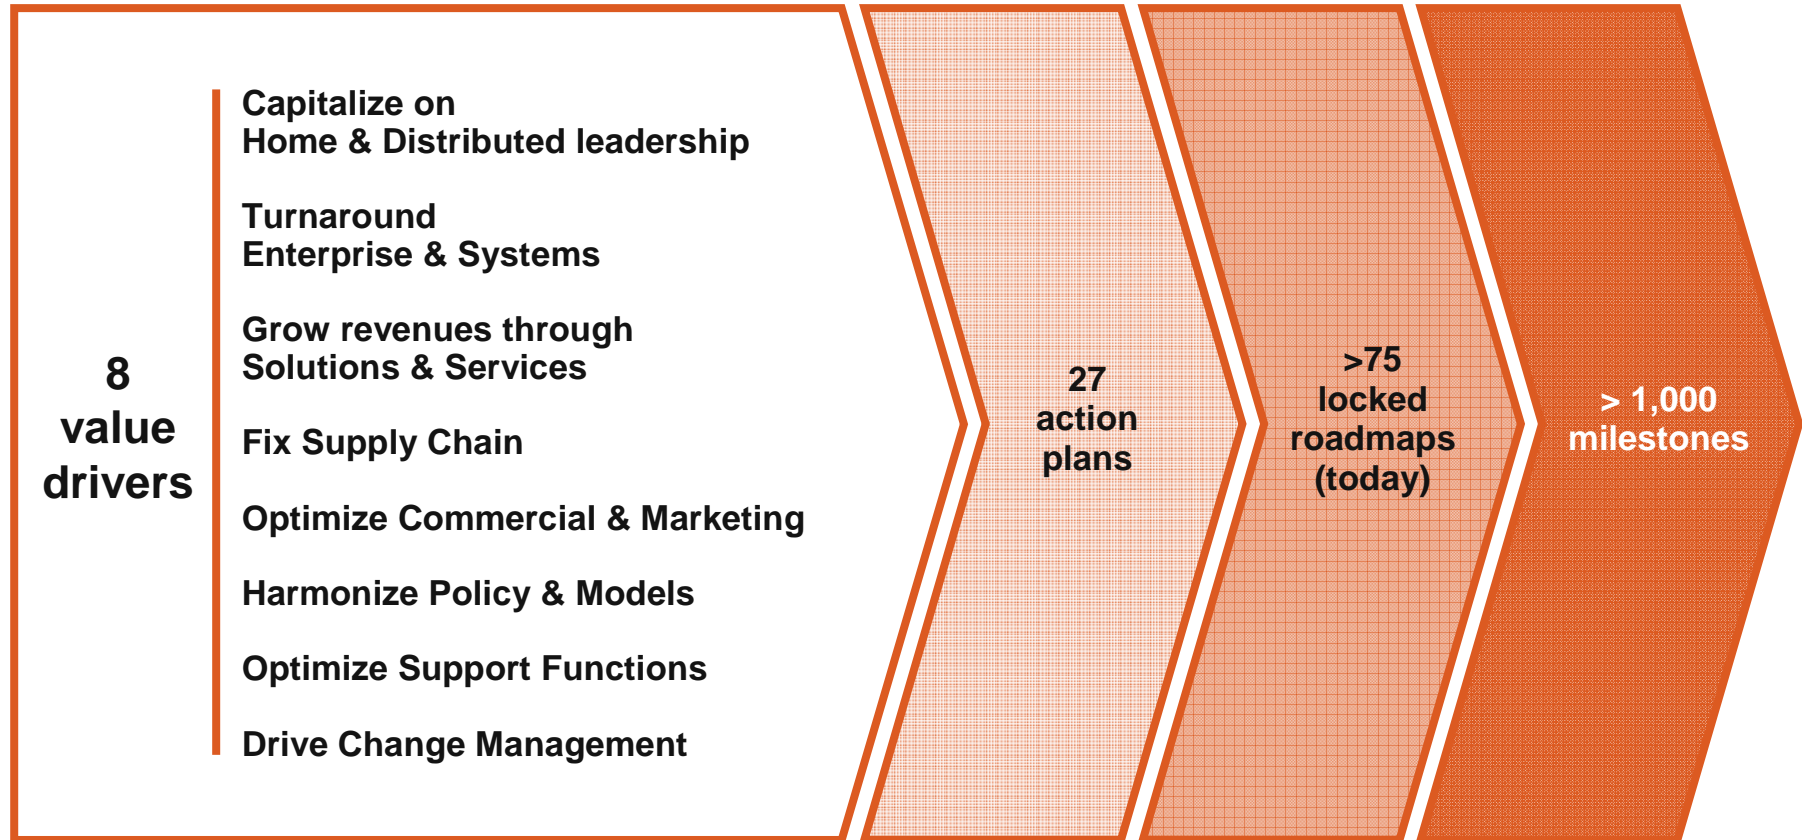 8
value
drivers
Capitalize on
Home & Distributed leadership
Turnaround
Enterprise & Systems
Grow revenues through
Solutions & Services
Fix Supply Chain
Optimize Commercial & Marketing
Harmonize Policy & Models
Optimize Support Functions
Drive Change Management
27
action
plans
>75
locked
roadmaps
(today)
> 1,000
milestones